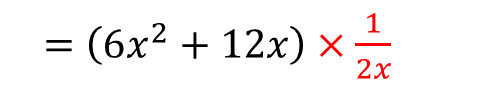 = (6x² + 12x) × 1/2x